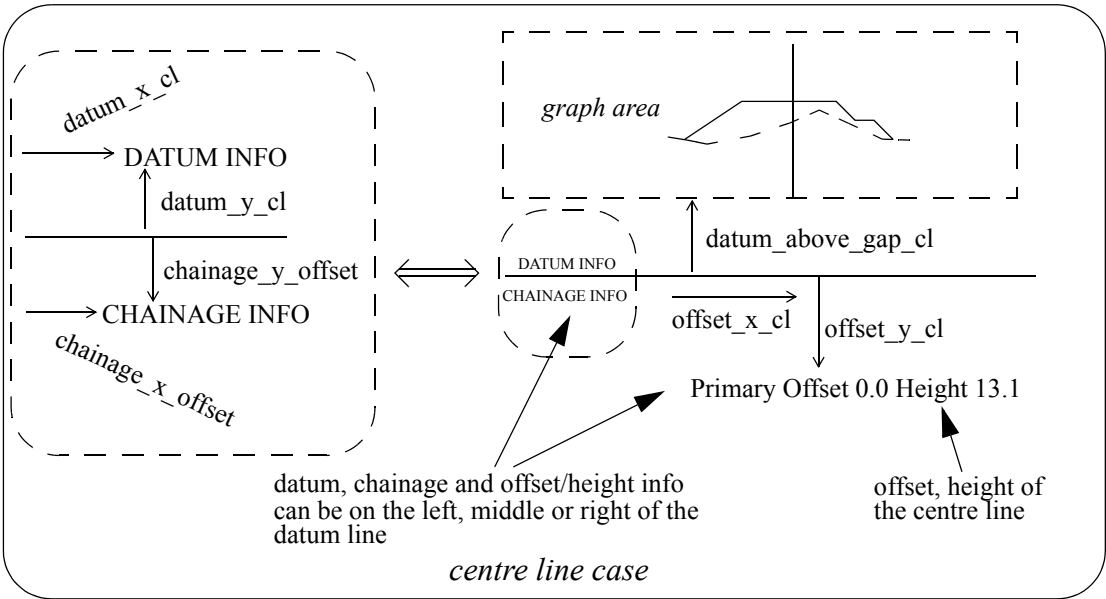 datum_x_cl
DATUM INFO
datum_y_cl
chainage_y_offset
CHAINAGE INFO
chainage_x_offset
graph area
datum_above_gap_cl
DATUM INFO
CHAINAGE INFO
offset_x_cl
offset_y_cl
Primary Offset 0.0 Height 13.1
datum, chainage and offset/height info
can be on the left, middle or right of the
datum line
offset, height of
the centre line
centre line case